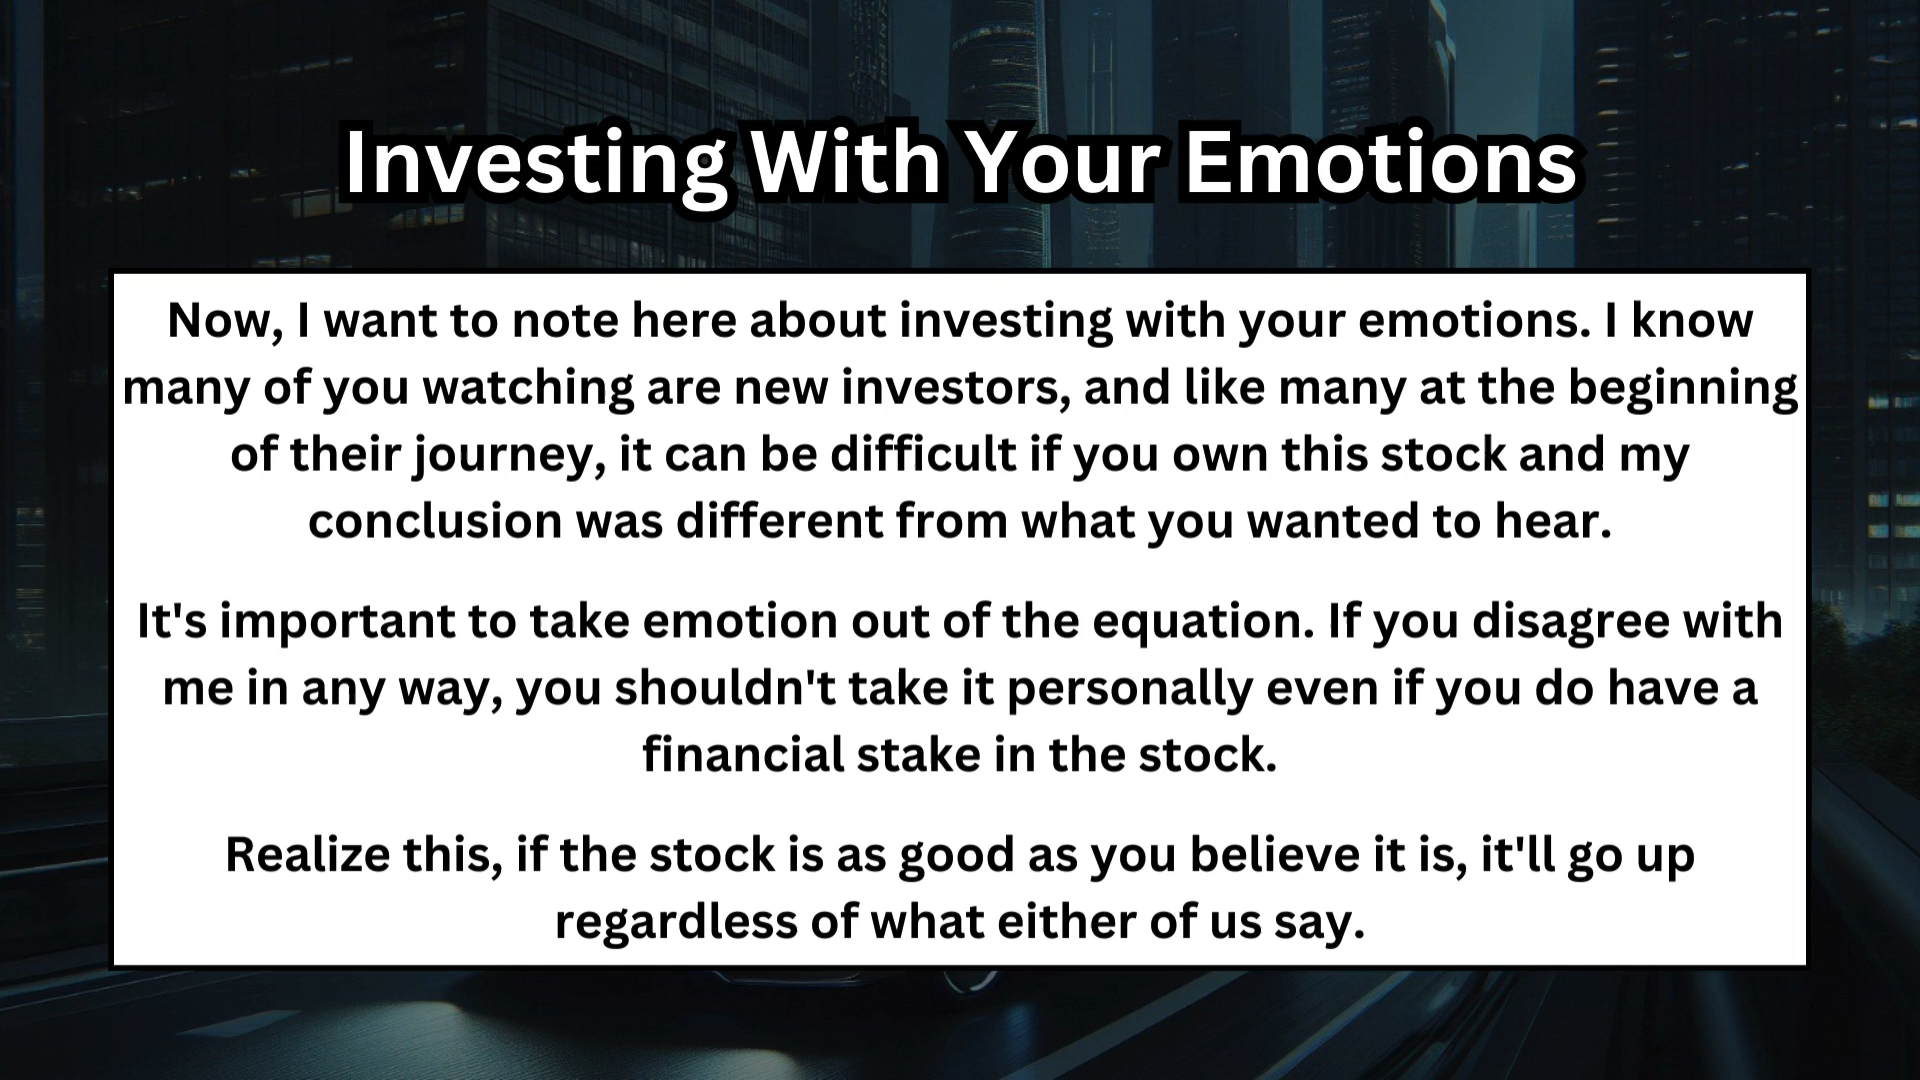 Investing With Your Emotions
Now, I want to note here about investing with your emotions. I know
many of you watching are new investors, and like many at the beginning
of their journey, it can be difficult if you own this stock and my
conclusion was different from what you wanted to hear.
It's important to take emotion out of the equation. If you disagree with
me in any way, you shouldn't take it personally even if you do have a
financial stake in the stock.
Realize this, if the stock is as good as you believe it is, it'll go up
regardless of what either of us say.